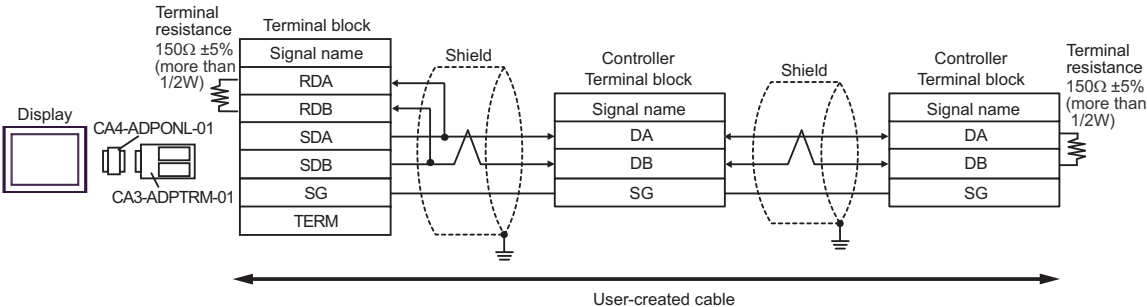 Terminal
resistance
150Ω ±5%
(more than
1/2W)
Terminal block
Signal name
RDA
RDB
SDA
SDB
SG
TERM
Display
CA4-ADPONL-01
CA3-ADPTRM-01
Shield
Controller
Terminal block
Signal name
DA
DB
SG
Shield
Controller
Terminal block
Signal name
DA
DB
SG
Terminal
resistance
150Ω ±5%
(more than
1/2W)
User-created cable